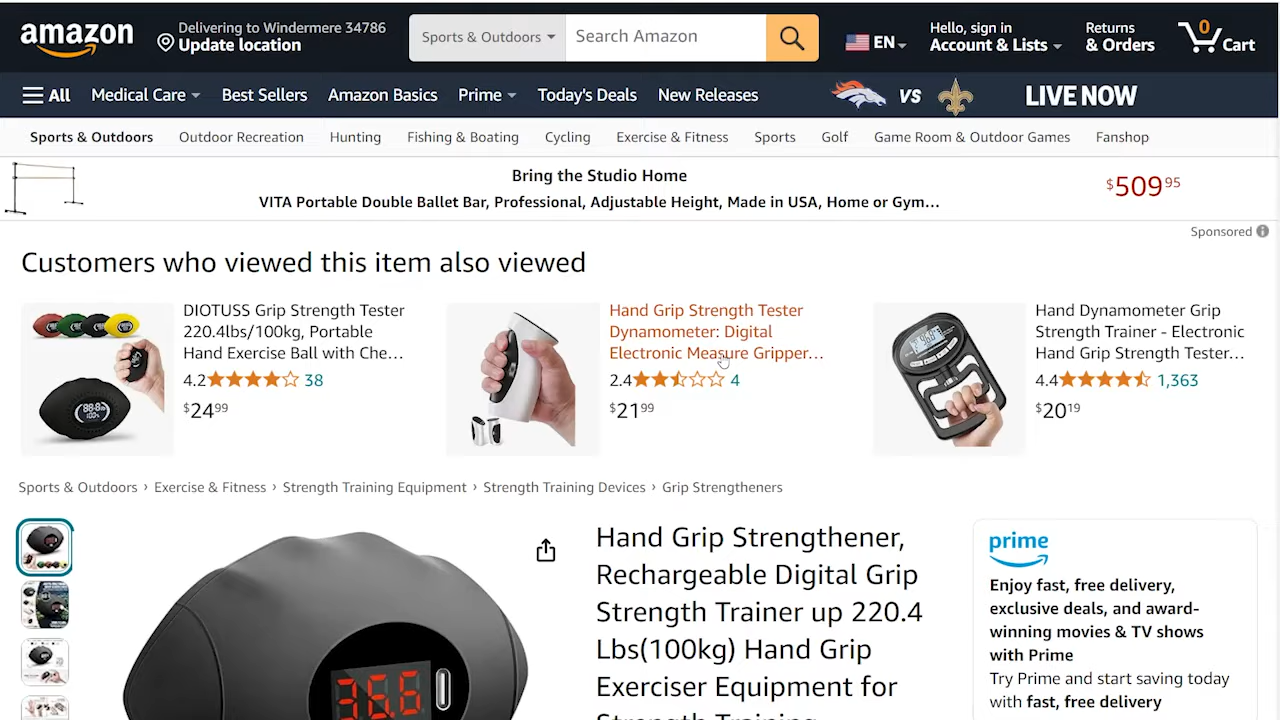 amazon
Delivering to Windermere 34786
Update location
Sports & Outdoors
Search Amazon
EN
Hello, sign in
Account & Lists
Returns
& Orders
0
Cart
All
Medical Care
Best Sellers
Amazon Basics
Prime
Today's Deals
New Releases
VS
LIVE NOW
Sports & Outdoors
Outdoor Recreation
Hunting
Fishing & Boating
Cycling
Exercise & Fitness
Sports
Golf
Game Room & Outdoor Games
Fanshop
Bring the Studio Home
VITA Portable Double Ballet Bar, Professional, Adjustable Height, Made in USA, Home or Gym…
$509 95
Sponsored
Customers who viewed this item also viewed
DIOTUSS Grip Strength Tester
220.4lbs/100kg, Portable
Hand Exercise Ball with Che…
4.2 38
$24 99
Hand Grip Strength Tester
Dynamometer: Digital
Electronic Measure Gripper…
2.4 4
$21 99
Hand Dynamometer Grip
Strength Trainer - Electronic
Hand Grip Strength Tester…
4.4 1,363
$20 19
Sports & Outdoors › Exercise & Fitness › Strength Training Equipment › Strength Training Devices › Grip Strengtheners
Hand Grip Strengthener,
Rechargeable Digital Grip
Strength Trainer up 220.4
Lbs(100kg) Hand Grip
Exerciser Equipment for
Strength Training
36.6
prime
Enjoy fast, free delivery,
exclusive deals, and award-
winning movies & TV shows
with Prime
Try Prime and start saving today
with fast, free delivery